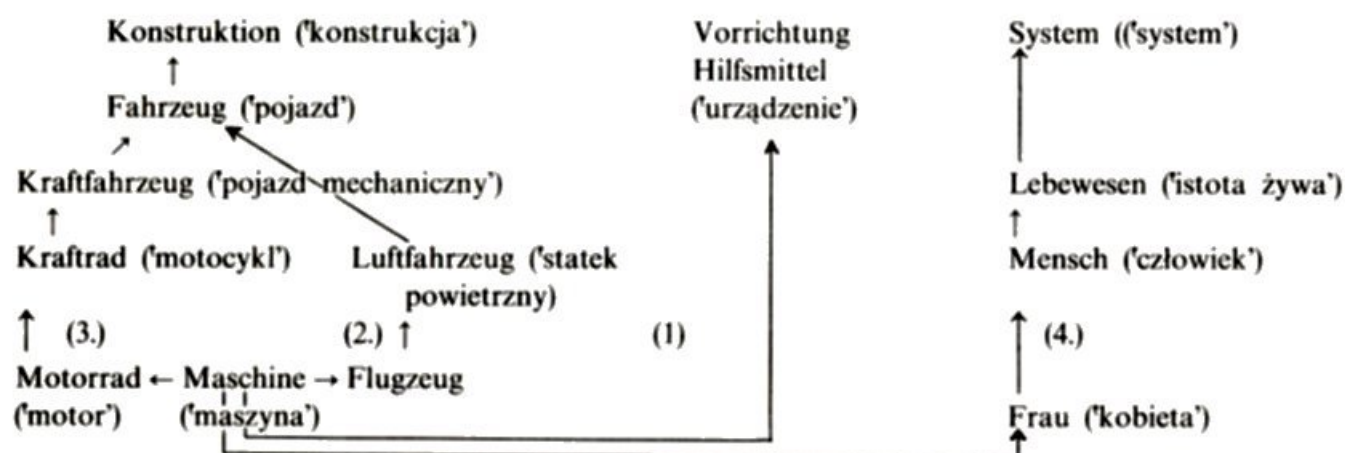 Konstruktion ('konstrukcja') Vorrichtung System (('system')
Hilfsmittel
Fahrzeug ('pojazd') ('urządzenie')
Kraftfahrzeug ('pojazd mechaniczny') Lebewesen ('istota żywa')
Kraftrad ('motocykl') Luftfahrzeug ('statek Mensch ('człowiek')
powietrzny)
(3.) (2.) (1) (4.)
Motorrad ← Maschine → Flugzeug
('motor') ('maszyna') Frau ('kobieta')